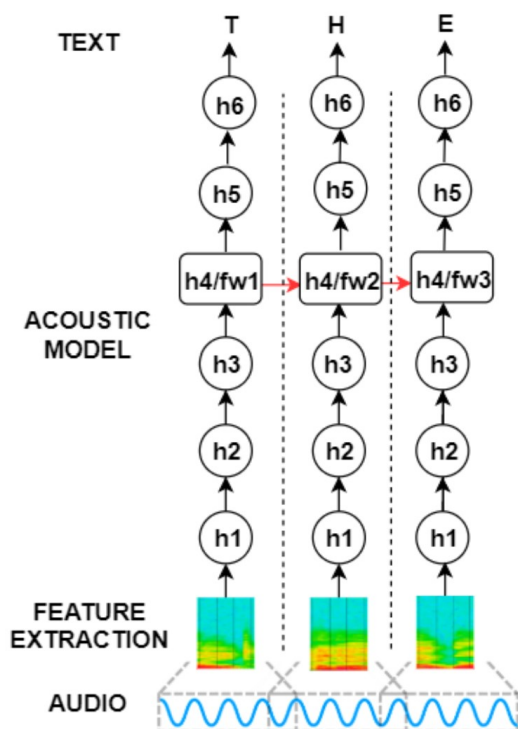 TEXT
T H E
h6 h6 h6
h5 h5 h5
h4/fw1 h4/fw2 h4/fw3
ACOUSTIC
MODEL
h3 h3 h3
h2 h2 h2
h1 h1 h1
FEATURE
EXTRACTION
AUDIO